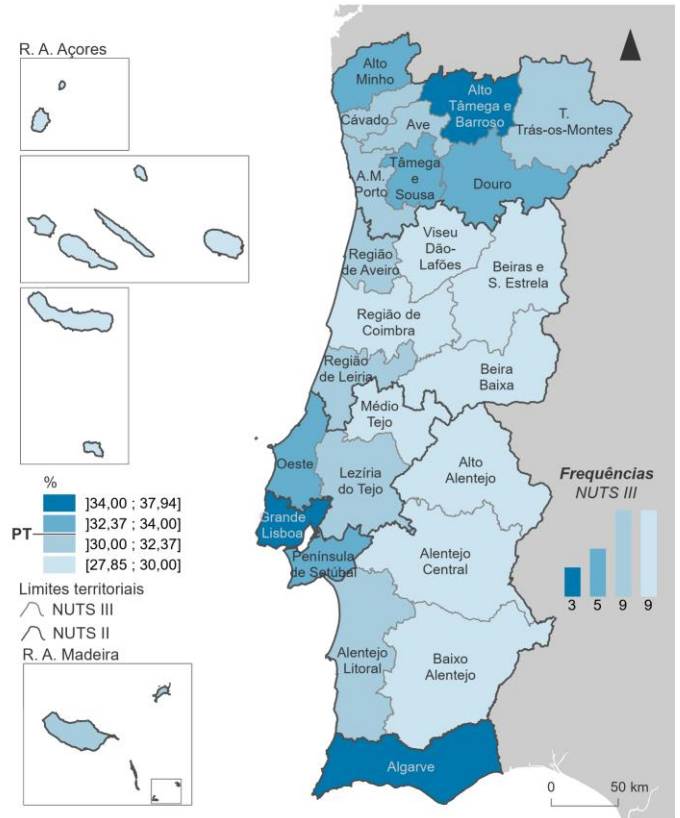 R. A. Açores
Alto
Minho
Alto
Tâmega e
Barroso
T.
Trás-os-Montes
Cávado
Ave
A.M.
Porto
Tâmega
e
Sousa
Douro
Viseu
Dão-
Lafões
Região
de Aveiro
Beiras e
S. Estrela
Região de
Coimbra
Região
de Leiria
Beira
Baixa
Médio
Tejo
Oeste
Lezíria
do Tejo
Alto
Alentejo
Grande
Lisboa
Península
de Setúbal
Alentejo
Central
Alentejo
Litoral
Baixo
Alentejo
Algarve
%
]34,00 ; 37,94]
]32,37 ; 34,00]
PT
]30,00 ; 32,37]
[27,85 ; 30,00]
Limites territoriais
NUTS III
NUTS II
R. A. Madeira
Frequências
NUTS III
3 5 9 9
0 50 km